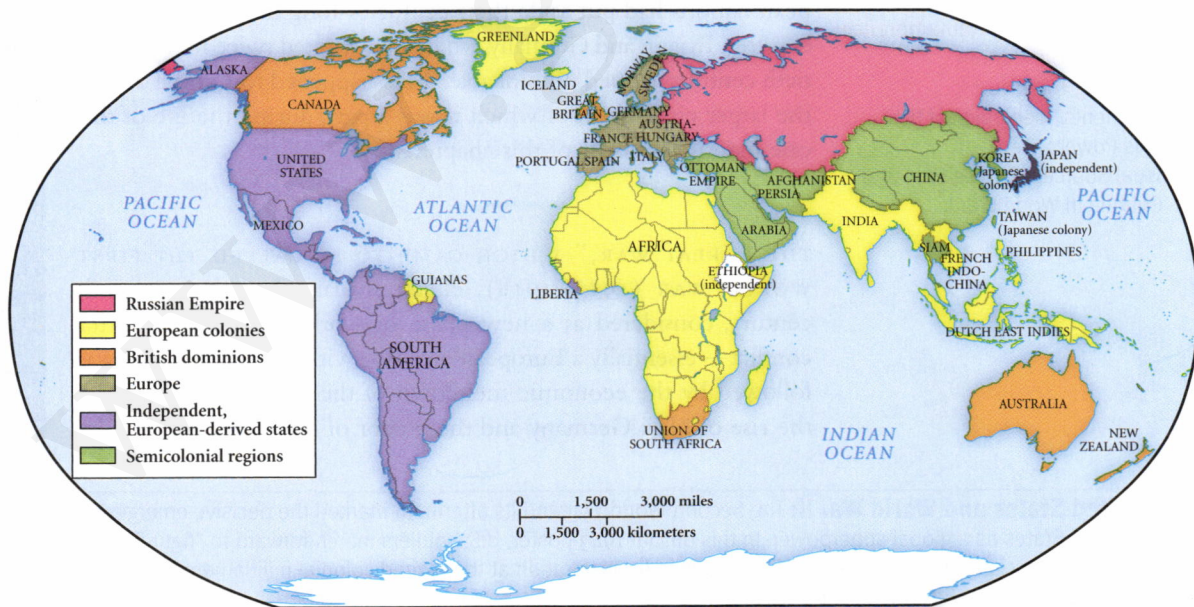 GREENLAND
ALASKA
ICELAND
NORWAY
SWEDEN
CANADA
GREAT
BRITAIN
GERMANY
FRANCE
AUSTRIA-
HUNGARY
PORTUGAL
SPAIN
ITALY
UNITED
STATES
OTTOMAN
EMPIRE
AFGHANISTAN
PERSIA
CHINA
KOREA
(Japanese
colony)
JAPAN
(independent)
PACIFIC
OCEAN
ATLANTIC
OCEAN
PACIFIC
OCEAN
MEXICO
AFRICA
ARABIA
INDIA
TAIWAN
(Japanese colony)
SIAM
FRENCH
INDO-
CHINA
PHILIPPINES
GUIANAS
LIBERIA
ETHIOPIA
(independent)
DUTCH EAST INDIES
SOUTH
AMERICA
UNION OF
SOUTH AFRICA
INDIAN
OCEAN
AUSTRALIA
NEW
ZEALAND
Russian Empire
European colonies
British dominions
Europe
Independent,
European-derived states
Semicolonial regions
0 1,500 3,000 miles
0 1,500 3,000 kilometers